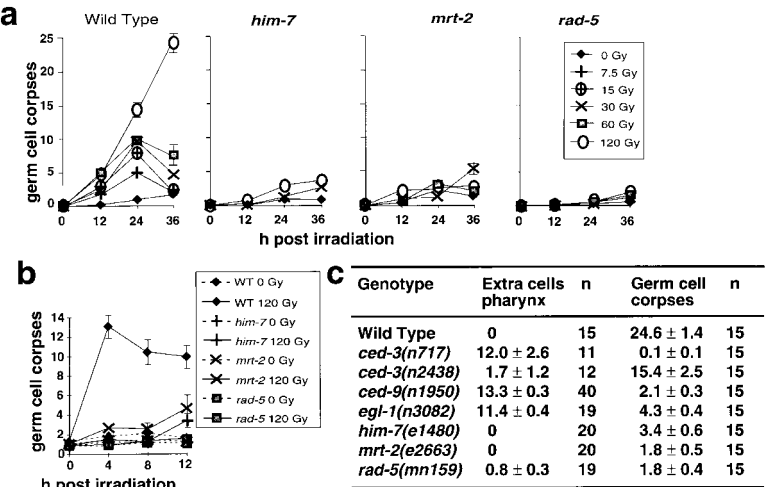 a
Wild Type
him-7
mrt-2
rad-5
germ cell corpses
25
20
15
10
5
0
0 12 24 36
0 12 24 36
0 12 24 36
0 12 24 36
h post irradiation
0 Gy
7.5 Gy
15 Gy
30 Gy
60 Gy
120 Gy
b
germ cell corpses
14
12
10
8
6
4
2
0
0 4 8 12
h post irradiation
WT 0 Gy
WT 120 Gy
him-7 0 Gy
him-7 120 Gy
mrt-2 0 Gy
mrt-2 120 Gy
rad-5 0 Gy
rad-5 120 Gy
c
Genotype Extra cells n Germ cell n
pharynx corpses
Wild Type 0 15 24.6 ± 1.4 15
ced-3(n717) 12.0 ± 2.6 11 0.1 ± 0.1 15
ced-3(n2438) 1.7 ± 1.2 12 15.4 ± 2.5 15
ced-9(n1950) 13.3 ± 0.3 40 2.1 ± 0.3 15
egl-1(n3082) 11.4 ± 0.4 19 4.3 ± 0.4 15
him-7(e1480) 0 20 3.4 ± 0.6 15
mrt-2(e2663) 0 20 1.8 ± 0.5 15
rad-5(mn159) 0.8 ± 0.3 19 1.8 ± 0.4 15